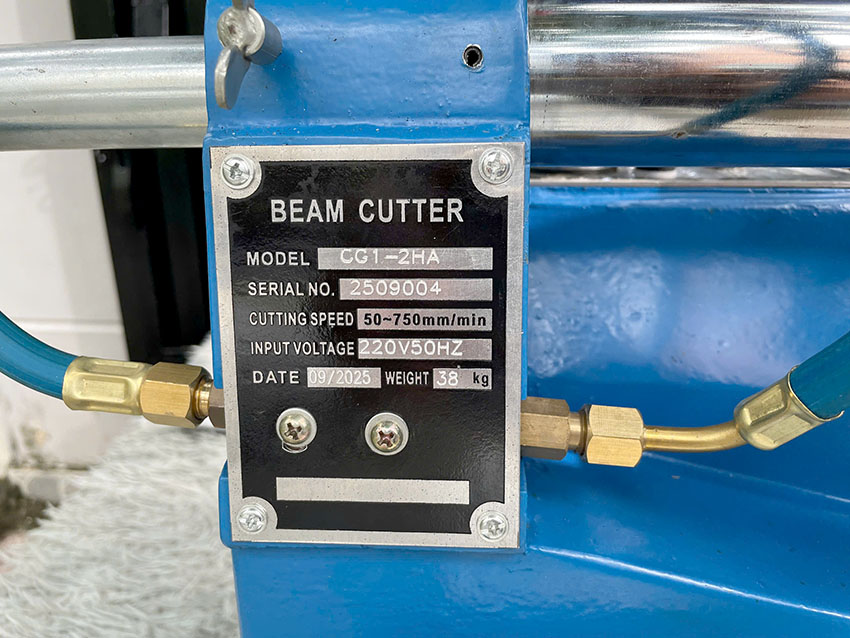 BEAM CUTTER
MODEL CG1-2HA
SERIAL NO. 2509004
CUTTING SPEED 50~750mm/min
INPUT VOLTAGE 220V50HZ
DATE 09/2025 WEIGHT 38 kg